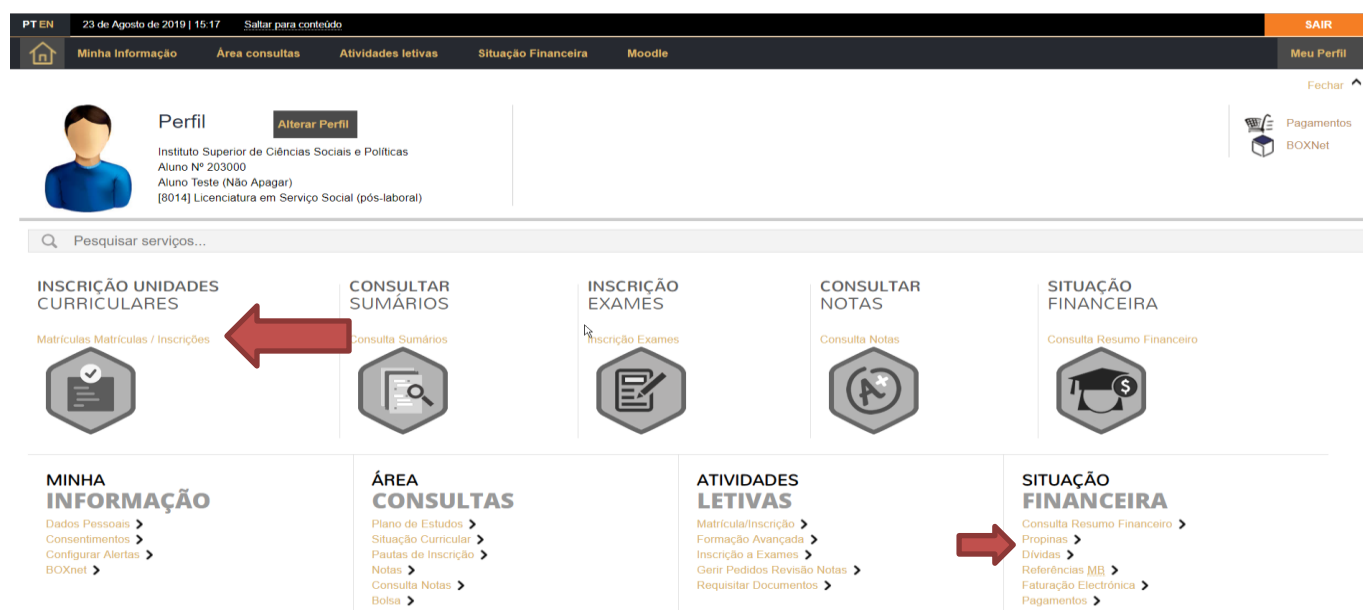 PT EN 23 de Agosto de 2019 | 15:17 Saltar para conteúdo SAIR
Minha Informação Área consultas Atividades letivas Situação Financeira Moodle Meu Perfil
Fechar
Perfil Alterar Perfil
Instituto Superior de Ciências Sociais e Políticas
Aluno Nº 203000
Aluno Teste (Não Apagar)
[8014] Licenciatura em Serviço Social (pós-laboral)
Pagamentos
BOXNet
Pesquisar serviços...
INSCRIÇÃO UNIDADES
CURRICULARES
Matrículas Matrículas / Inscrições
CONSULTAR
SUMÁRIOS
Consulta Sumários
INSCRIÇÃO
EXAMES
Inscrição Exames
CONSULTAR
NOTAS
Consulta Notas
A+
SITUAÇÃO
FINANCEIRA
Consulta Resumo Financeiro
$
MINHA
INFORMAÇÃO
Dados Pessoais
Consentimentos
Configurar Alertas
BOXnet
ÁREA
CONSULTAS
Plano de Estudos
Situação Curricular
Pautas de Inscrição
Notas
Consulta Notas
Bolsa
ATIVIDADES
LETIVAS
Matrícula/Inscrição
Formação Avançada
Inscrição a Exames
Gerir Pedidos Revisão Notas
Requisitar Documentos
SITUAÇÃO
FINANCEIRA
Consulta Resumo Financeiro
Propinas
Dívidas
Referências MB
Faturação Electrónica
Pagamentos